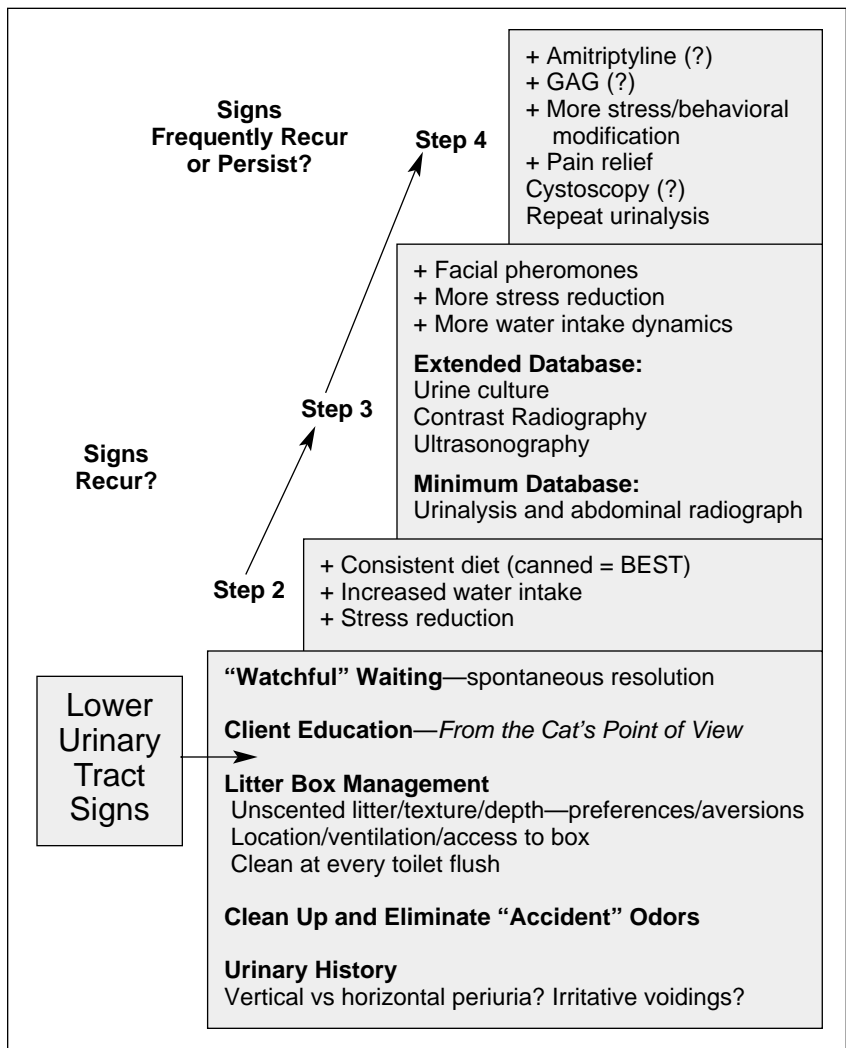 + Amitriptyline (?)
+ GAG (?)
+ More stress/behavioral
modification
+ Pain relief
Cystoscopy (?)
Repeat urinalysis
Signs
Frequently Recur
or Persist?
Step 4
+ Facial pheromones
+ More stress reduction
+ More water intake dynamics
Extended Database:
Urine culture
Contrast Radiography
Ultrasonography
Minimum Database:
Urinalysis and abdominal radiograph
Step 3
Signs
Recur?
Step 2
+ Consistent diet (canned = BEST)
+ Increased water intake
+ Stress reduction
Lower
Urinary
Tract
Signs
“Watchful” Waiting—spontaneous resolution
Client Education—From the Cat’s Point of View
Litter Box Management
Unscented litter/texture/depth—preferences/aversions
Location/ventilation/access to box
Clean at every toilet flush
Clean Up and Eliminate “Accident” Odors
Urinary History
Vertical vs horizontal periuria? Irritative voidings?